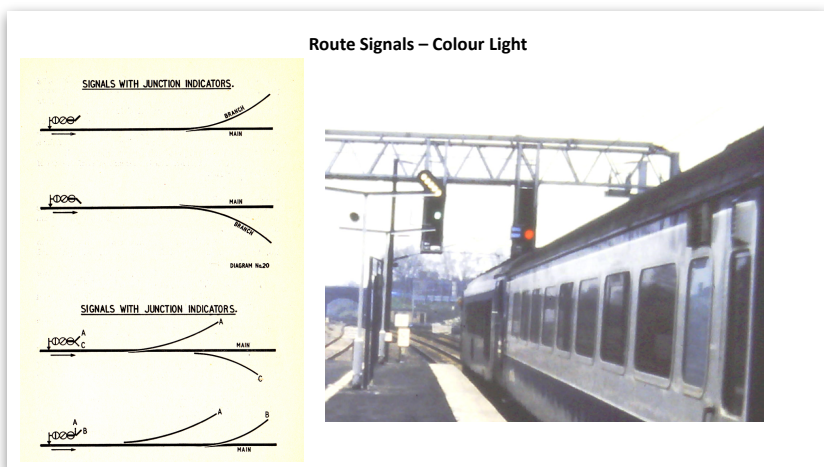 Route Signals – Colour Light
SIGNALS WITH JUNCTION INDICATORS.
BRANCH
MAIN
MAIN
BRANCH
DIAGRAM No.20
SIGNALS WITH JUNCTION INDICATORS.
A
A
C
MAIN
C
A
A
B
B
MAIN